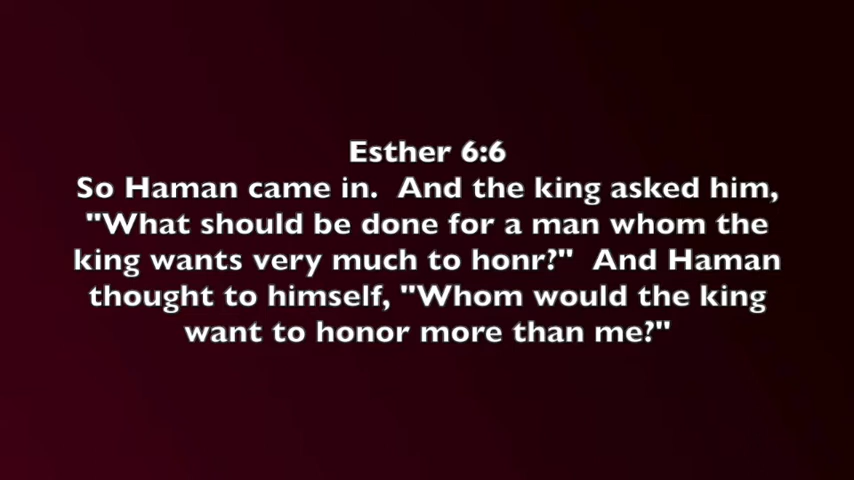 Esther 6:6
So Haman came in.  And the king asked him,
"What should be done for a man whom the
king wants very much to honr?"  And Haman
thought to himself, "Whom would the king
want to honor more than me?"